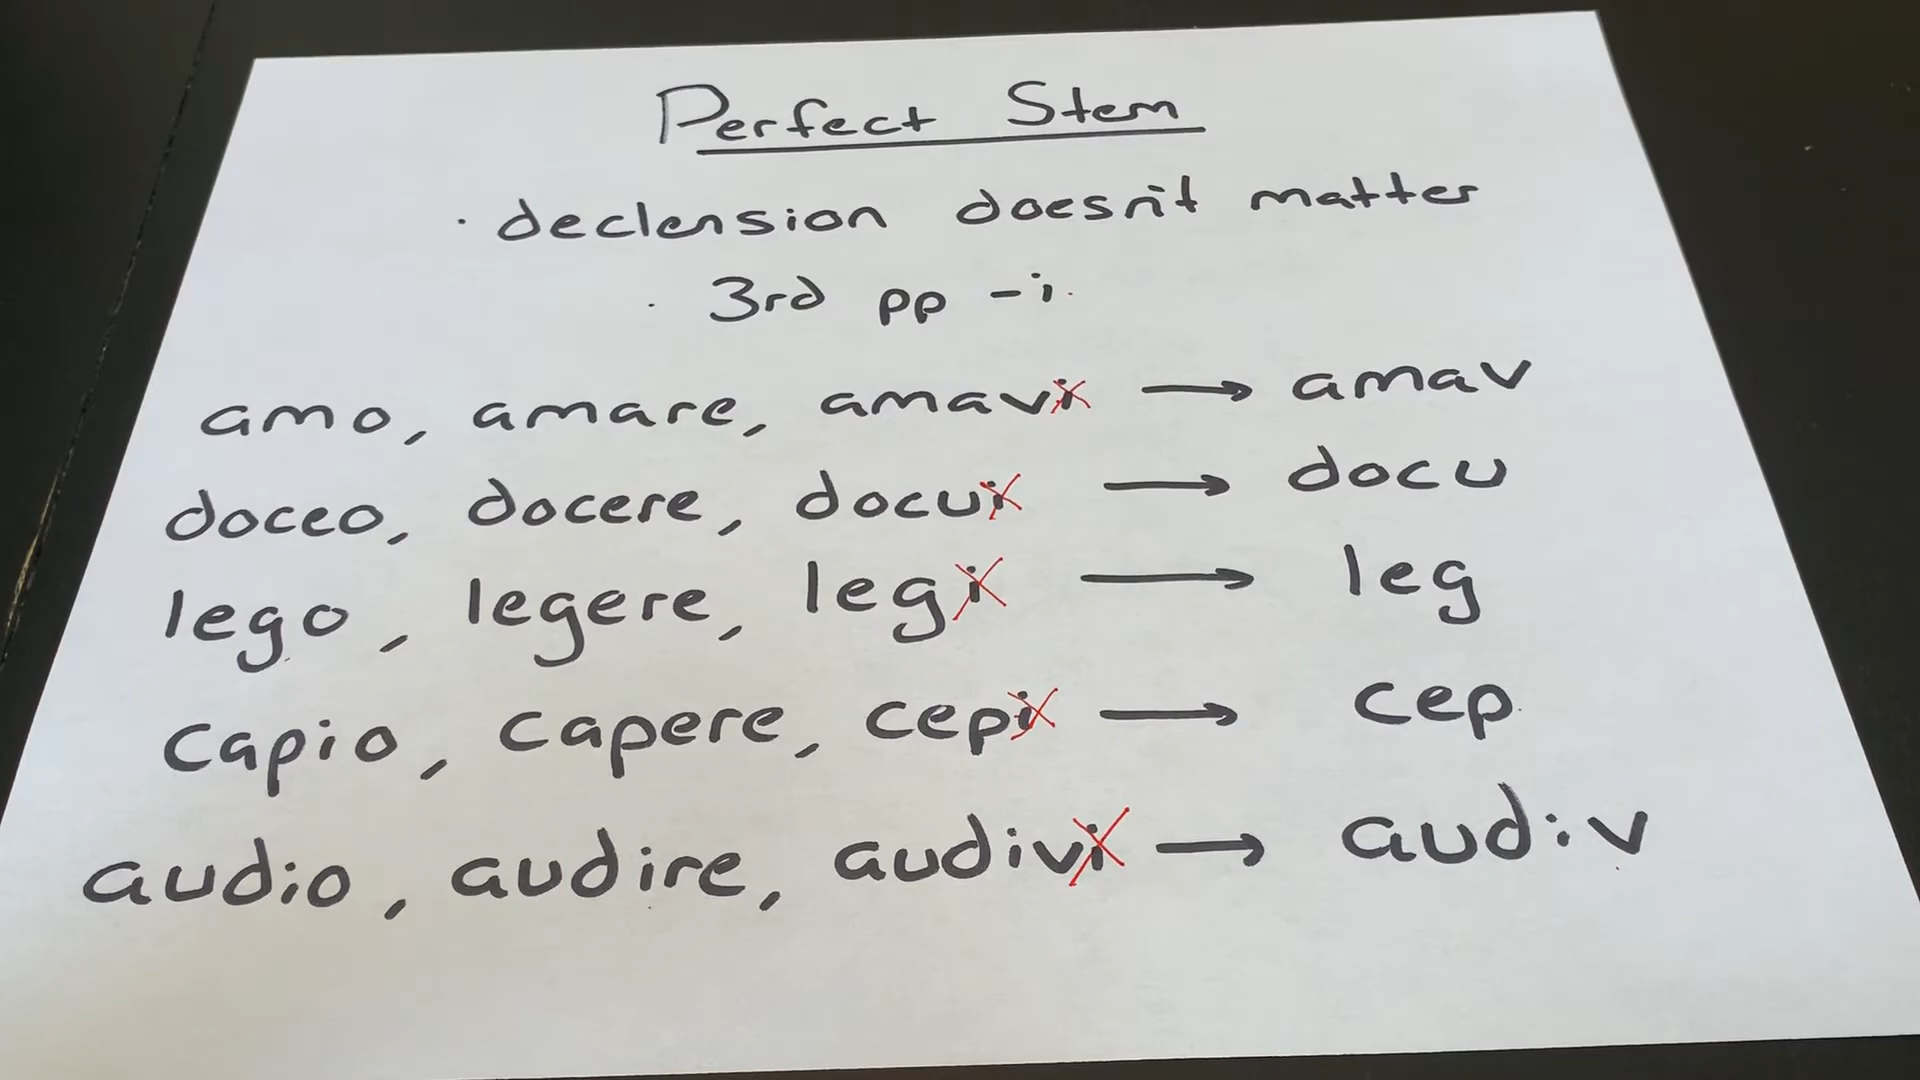 Perfect Stem
· declension doesn't matter
· 3rd pp -i
amo, amare, amavi → amav
doceo, docere, docui → docu
lego, legere, legi → leg
capio, capere, cepi → cep
audio, audire, audivi → audiv